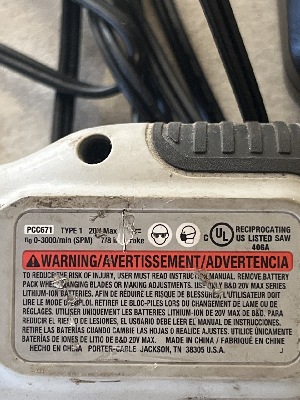 PCC671 TYPE 1 20V Max
n₀ 0-3000/min (SPM) 7/8
C UL US RECIPROCATING
LISTED SAW
406A
WARNING/AVERTISSEMENT/ADVERTENCIA
TO REDUCE THE RISK OF INJURY, USER MUST READ INSTRUCTION MANUAL. REMOVE BATTERY
PACK WHEN CHANGING BLADES OR MAKING ADJUSTMENTS. USE ONLY B&D 20V MAX SERIES
LITHIUM-ION BATTERIES. AFIN DE RÉDUIRE LE RISQUE DE BLESSURES, L'UTILISATEUR DOIT
LIRE LE MODE D'EMPLOI. RETIRER LE BLOC-PILES LORS DU CHANGEMENT DE LAME OU DE
RÉGLAGES. UTILISER UNIQUEMENT LES BATTERIES LITHIUM-ION DE 20V MAX DE B&D. PARA
REDUCIR EL RIESGO DE LESIONES, EL USUARIO DEBE LEER EL MANUAL DE INSTRUCCIONES.
RETIRE LAS BATERÍAS CUANDO CAMBIE LAS HOJAS O REALICE AJUSTES. UTILICE ÚNICAMENTE
BATERÍAS DE IONES DE LITIO DE B&D 20V MAX.
MADE IN CHINA / FABRIQUÉ EN CHINE
HECHO EN CHINA PORTER-CABLE JACKSON, TN 38305 U.S.A.